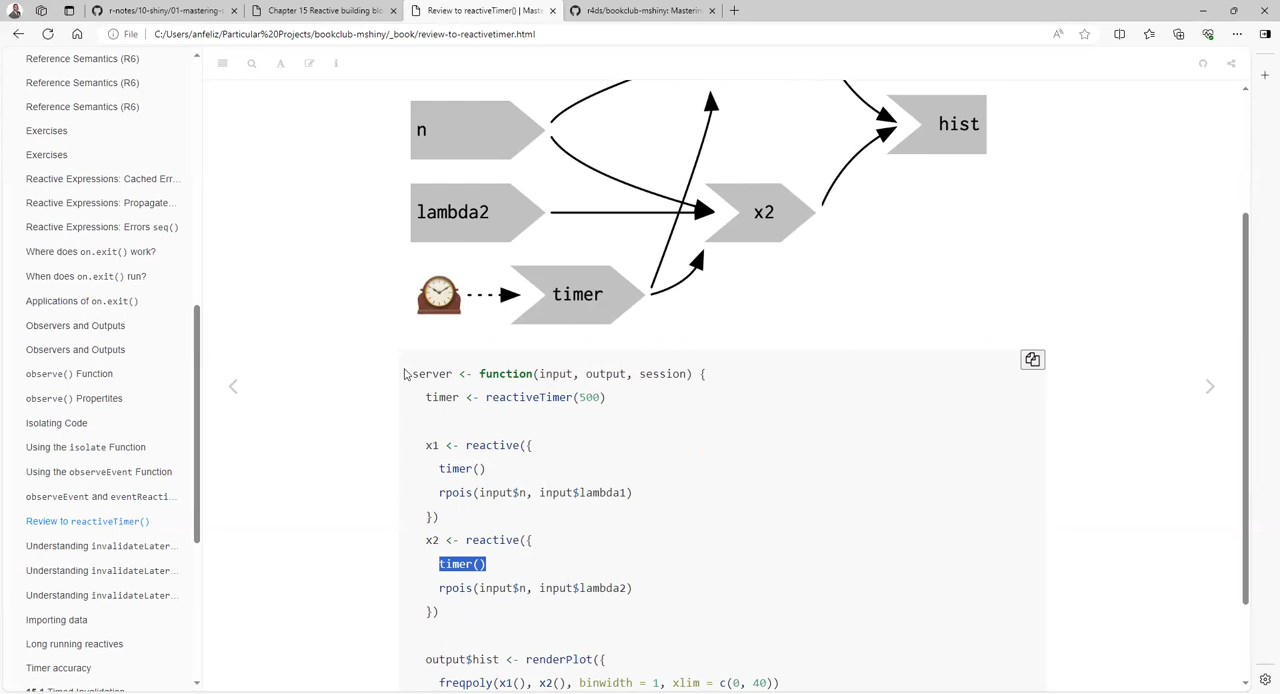 r-notes/10-shiny/01-mastering-s
Chapter 15 Reactive building blo
Review to reactiveTimer() | Maste
r4ds/bookclub-mshiny: Masterin
File
C:/Users/anfeliz/Particular%20Projects/bookclub-mshiny/_book/review-to-reactivetimer.html
Reference Semantics (R6)
Reference Semantics (R6)
Reference Semantics (R6)
Exercises
Exercises
Reactive Expressions: Cached Err...
Reactive Expressions: Propagate...
Reactive Expressions: Errors seq()
Where does on.exit() work?
When does on.exit() run?
Applications of on.exit()
Observers and Outputs
Observers and Outputs
observe() Function
observe() Propertites
Isolating Code
Using the isolate Function
Using the observeEvent Function
observeEvent and eventReacti...
Review to reactiveTimer()
Understanding invalidateLater...
Understanding invalidateLater...
Understanding invalidateLater...
Importing data
Long running reactives
Timer accuracy
15.1 Timed Invalidation
n
hist
lambda2
x2
timer
server <- function(input, output, session) {
timer <- reactiveTimer(500)
x1 <- reactive({
timer()
rpois(input$n, input$lambda1)
})
x2 <- reactive({
timer()
rpois(input$n, input$lambda2)
})
output$hist <- renderPlot({
freqpoly(x1(), x2(), binwidth = 1, xlim = c(0, 40))